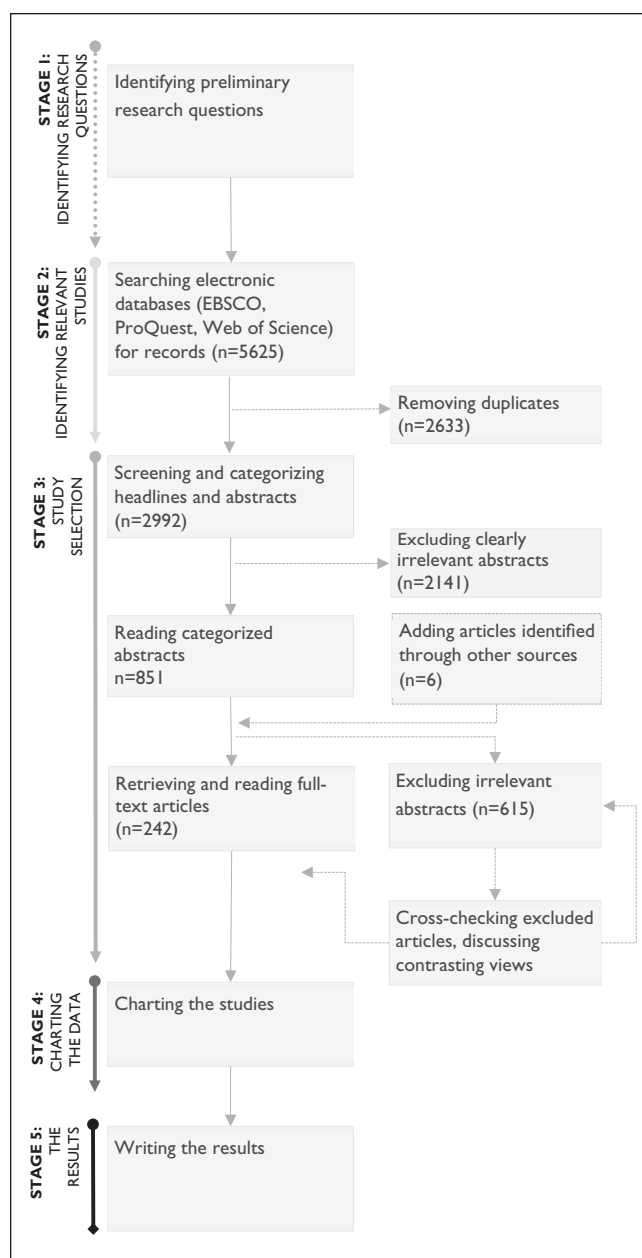 STAGE 1:
IDENTIFYING RESEARCH
QUESTIONS
Identifying preliminary
research questions
STAGE 2:
IDENTIFYING RELEVANT
STUDIES
Searching electronic
databases (EBSCO,
ProQuest, Web of Science)
for records (n=5625)
Removing duplicates
(n=2633)
STAGE 3:
STUDY
SELECTION
Screening and categorizing
headlines and abstracts
(n=2992)
Excluding clearly
irrelevant abstracts
(n=2141)
Reading categorized
abstracts
n=851
Adding articles identified
through other sources
(n=6)
Retrieving and reading full-
text articles
(n=242)
Excluding irrelevant
abstracts (n=615)
Cross-checking excluded
articles, discussing
contrasting views
STAGE 4:
CHARTING
THE DATA
Charting the studies
STAGE 5:
THE
RESULTS
Writing the results